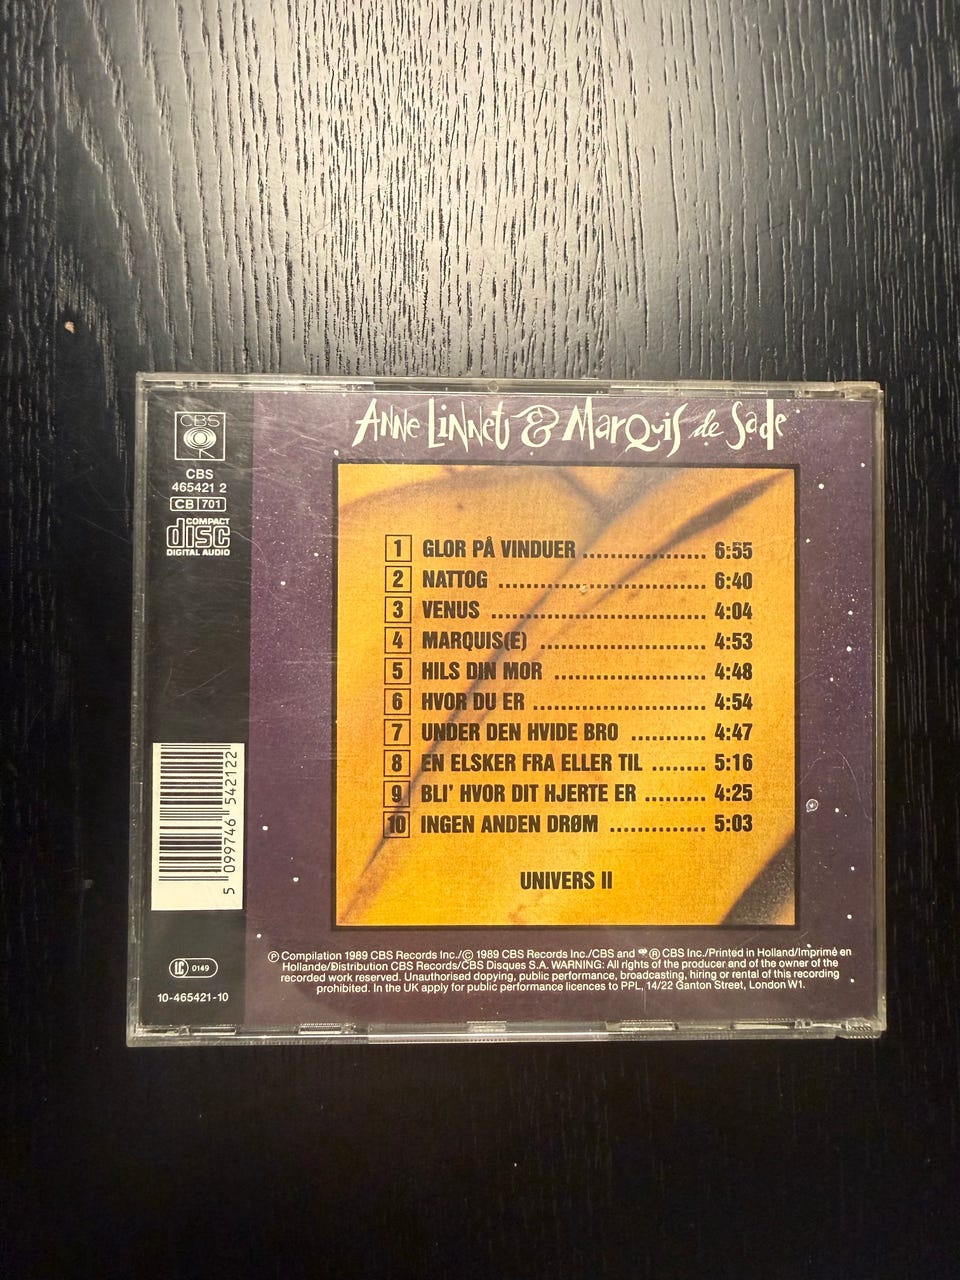 Anne Linnet & Marquis de Sade
CBS
CBS
465421 2
CB 701
COMPACT
disc
DIGITAL AUDIO
1 GLOR PÅ VINDUER .................. 6:55
2 NATTOG ............................... 6:40
3 VENUS ................................ 4:04
4 MARQUIS(E) ........................ 4:53
5 HILS DIN MOR ...................... 4:48
6 HVOR DU ER ......................... 4:54
7 UNDER DEN HVIDE BRO ........... 4:47
8 EN ELSKER FRA ELLER TIL ........ 5:16
9 BLI' HVOR DIT HJERTE ER ......... 4:25
10 INGEN ANDEN DRØM .............. 5:03
UNIVERS II
5 099746 542122
LC 0149
10-465421-10
Ⓟ Compilation 1989 CBS Records Inc./© 1989 CBS Records Inc./CBS and ® CBS Inc./Printed in Holland/Imprimé en
Hollande/Distribution CBS Records/CBS Disques S.A. WARNING: All rights of the producer and of the owner of the
recorded work reserved. Unauthorised dopying, public performance, broadcasting, hiring or rental of this recording
prohibited. In the UK apply for public performance licences to PPL, 14/22 Ganton Street, London W1.